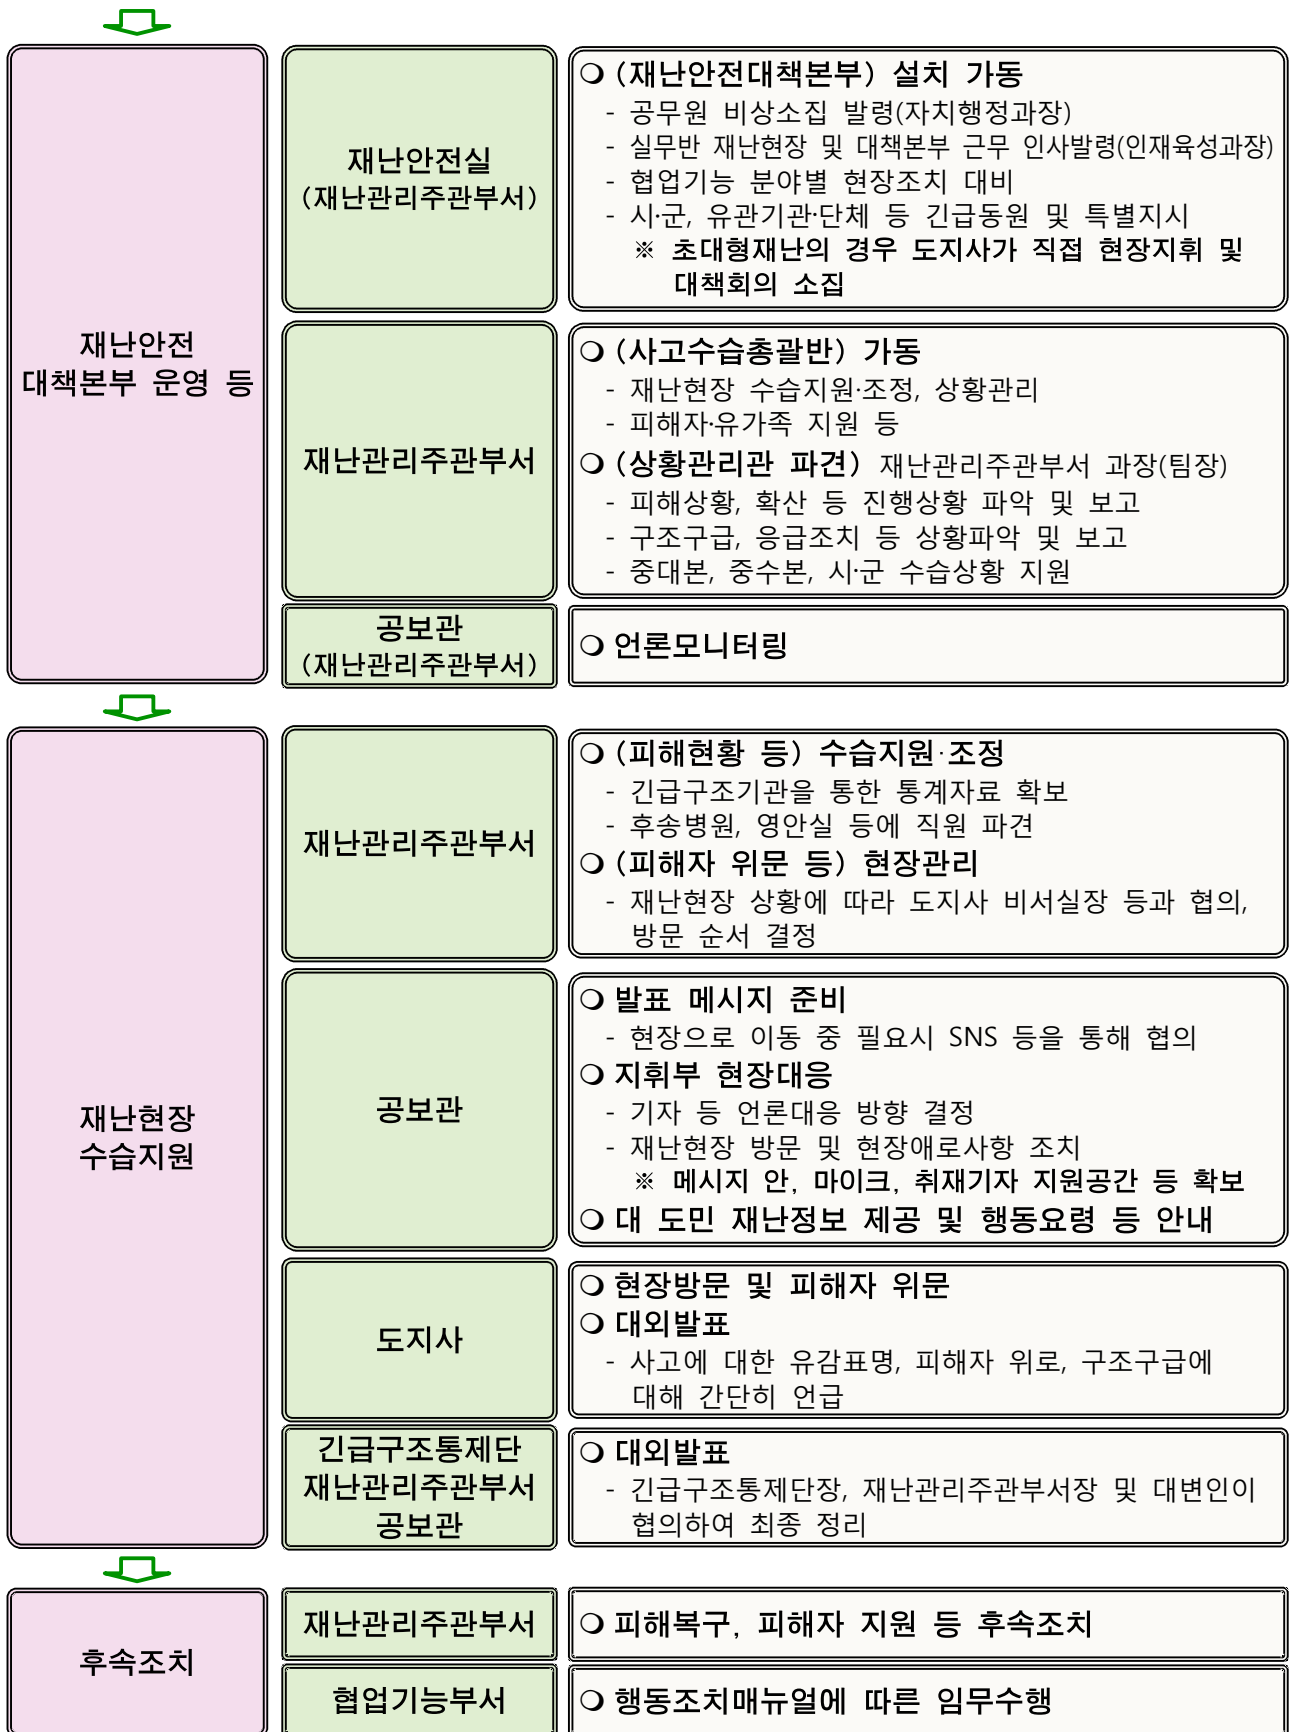 재난안전
대책본부 운영 등
재난안전실
(재난관리주관부서)
❍ (재난안전대책본부) 설치 가동
- 공무원 비상소집 발령(자치행정과장)
- 실무반 재난현장 및 대책본부 근무 인사발령(인재육성과장)
- 협업기능 분야별 현장조치 대비
- 시·군, 유관기관·단체 등 긴급동원 및 특별지시
※ 초대형재난의 경우 도지사가 직접 현장지휘 및
대책회의 소집
재난관리주관부서
❍ (사고수습총괄반) 가동
- 재난현장 수습지원·조정, 상황관리
- 피해자·유가족 지원 등
❍ (상황관리관 파견) 재난관리주관부서 과장(팀장)
- 피해상황, 확산 등 진행상황 파악 및 보고
- 구조구급, 응급조치 등 상황파악 및 보고
- 중대본, 중수본, 시·군 수습상황 지원
공보관
(재난관리주관부서)
❍ 언론모니터링
재난현장
수습지원
재난관리주관부서
❍ (피해현황 등) 수습지원·조정
- 긴급구조기관을 통한 통계자료 확보
- 후송병원, 영안실 등에 직원 파견
❍ (피해자 위문 등) 현장관리
- 재난현장 상황에 따라 도지사 비서실장 등과 협의,
방문 순서 결정
공보관
❍ 발표 메시지 준비
- 현장으로 이동 중 필요시 SNS 등을 통해 협의
❍ 지휘부 현장대응
- 기자 등 언론대응 방향 결정
- 재난현장 방문 및 현장애로사항 조치
※ 메시지 안, 마이크, 취재기자 지원공간 등 확보
❍ 대 도민 재난정보 제공 및 행동요령 등 안내
도지사
❍ 현장방문 및 피해자 위문
❍ 대외발표
- 사고에 대한 유감표명, 피해자 위로, 구조구급에
대해 간단히 언급
긴급구조통제단
재난관리주관부서
공보관
❍ 대외발표
- 긴급구조통제단장, 재난관리주관부서장 및 대변인이
협의하여 최종 정리
후속조치
재난관리주관부서
❍ 피해복구, 피해자 지원 등 후속조치
협업기능부서
❍ 행동조치매뉴얼에 따른 임무수행